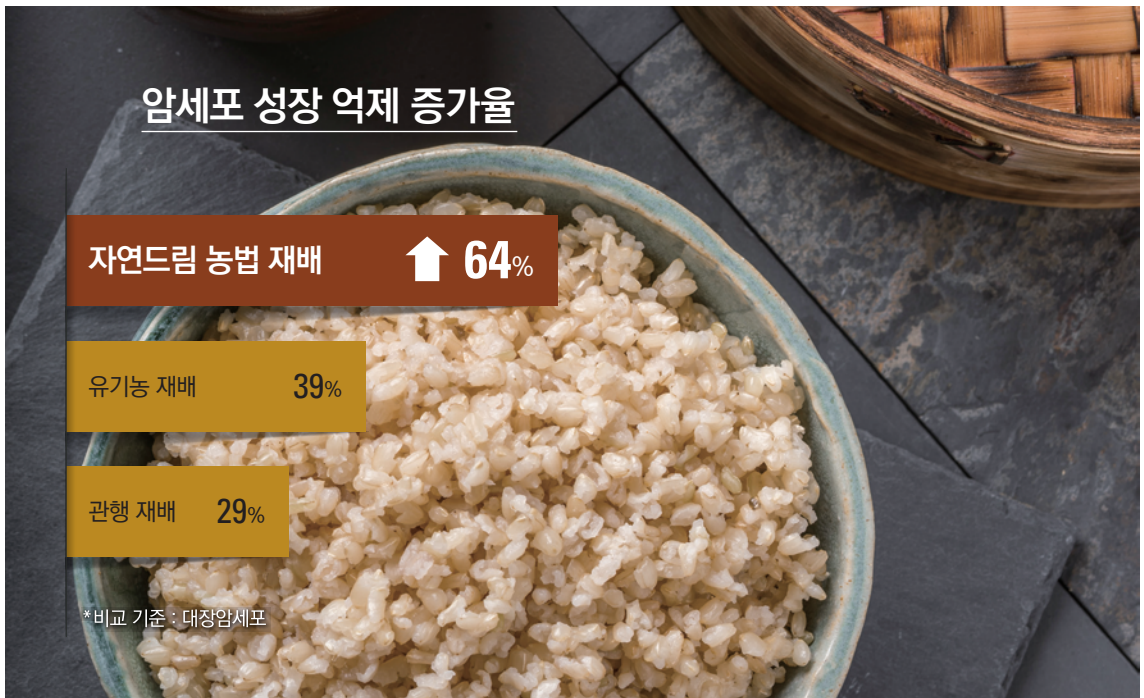 암세포 성장 억제 증가율
자연드림 농법 재배 64%
유기농 재배 39%
관행 재배 29%
*비교 기준 : 대장암세포